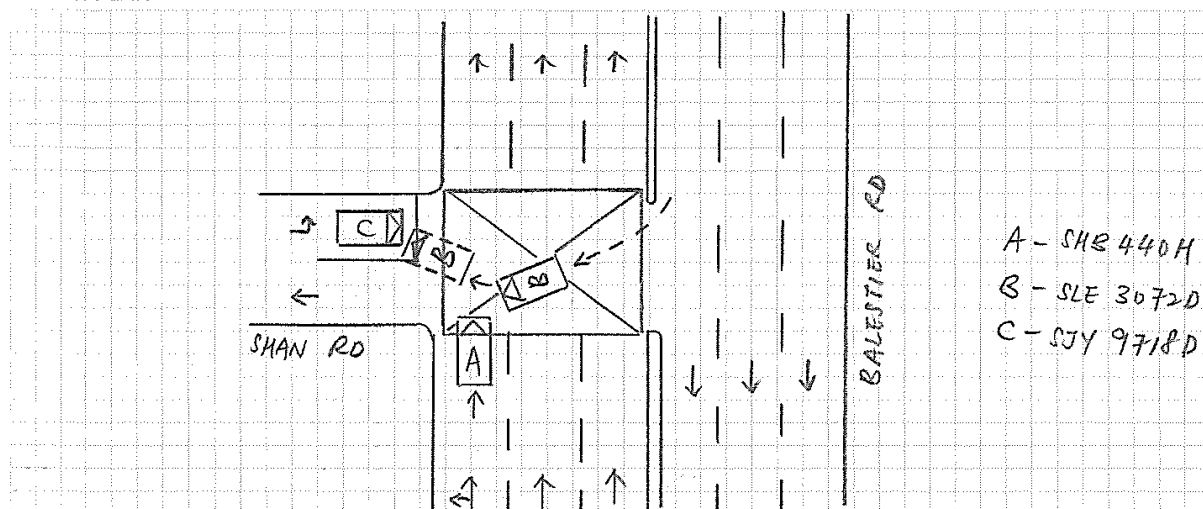 C
B
B
A
SHAN RD
BALESTIER RD
A - SHB 440H
B - SLE 3072D
C - SJY 9718D